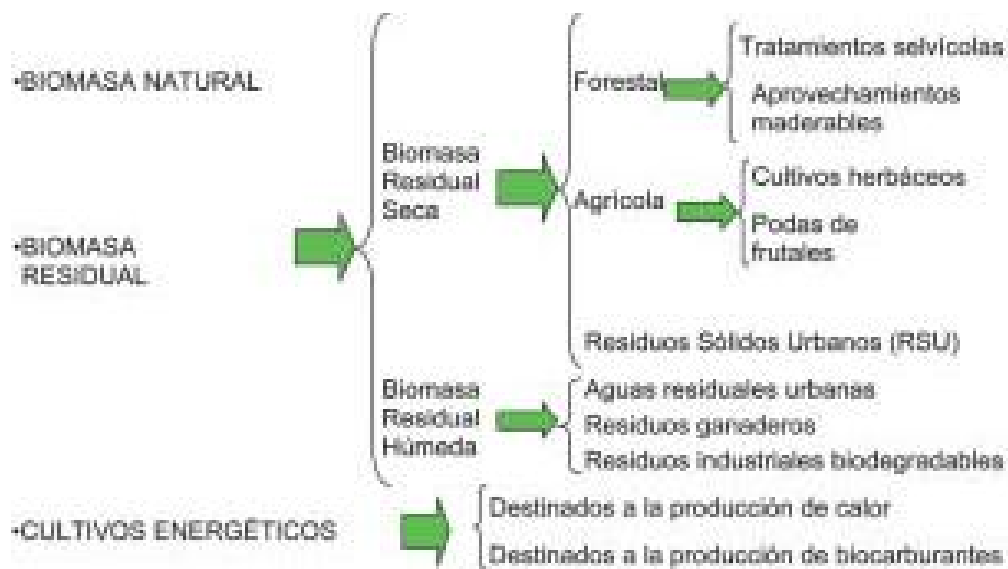 •BIOMASA NATURAL
•BIOMASA
RESIDUAL
Biomasa
Residual
Seca
Forestal
Tratamientos selvícolas
Aprovechamientos
maderables
Agrícola
Cultivos herbáceos
Podas de
frutales
Residuos Sólidos Urbanos (RSU)
Biomasa
Residual
Húmeda
Aguas residuales urbanas
Residuos ganaderos
Residuos industriales biodegradables
•CULTIVOS ENERGÉTICOS
Destinados a la producción de calor
Destinados a la producción de biocarburantes